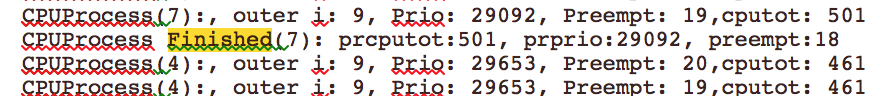 CPUProcess(7):, outer i: 9, Prio: 29092, Preempt: 19,cputot: 501
CPUProcess Finished(7): prcputot:501, prprio:29092, preempt:18
CPUProcess(4):, outer i: 9, Prio: 29653, Preempt: 20,cputot: 461
CPUProcess(4):, outer i: 9, Prio: 29653, Preempt: 19,cputot: 461